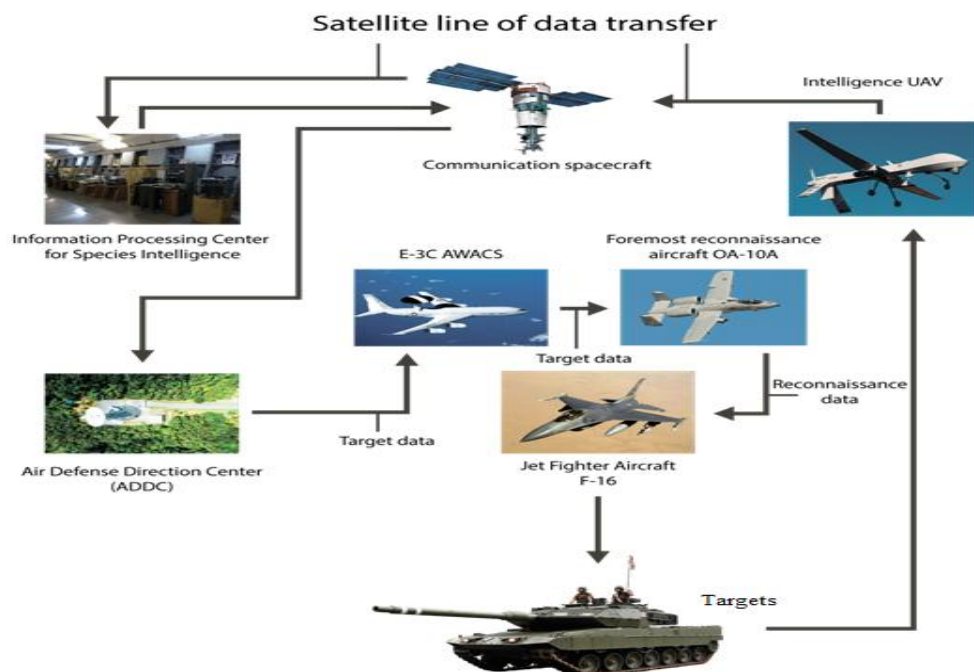 Satellite line of data transfer
Intelligence UAV
Communication spacecraft
Information Processing Center
for Species Intelligence
E-3C AWACS
Foremost reconnaissance
aircraft OA-10A
Target data
Reconnaissance
data
Target data
Air Defense Direction Center
(ADDC)
Jet Fighter Aircraft
F-16
Targets